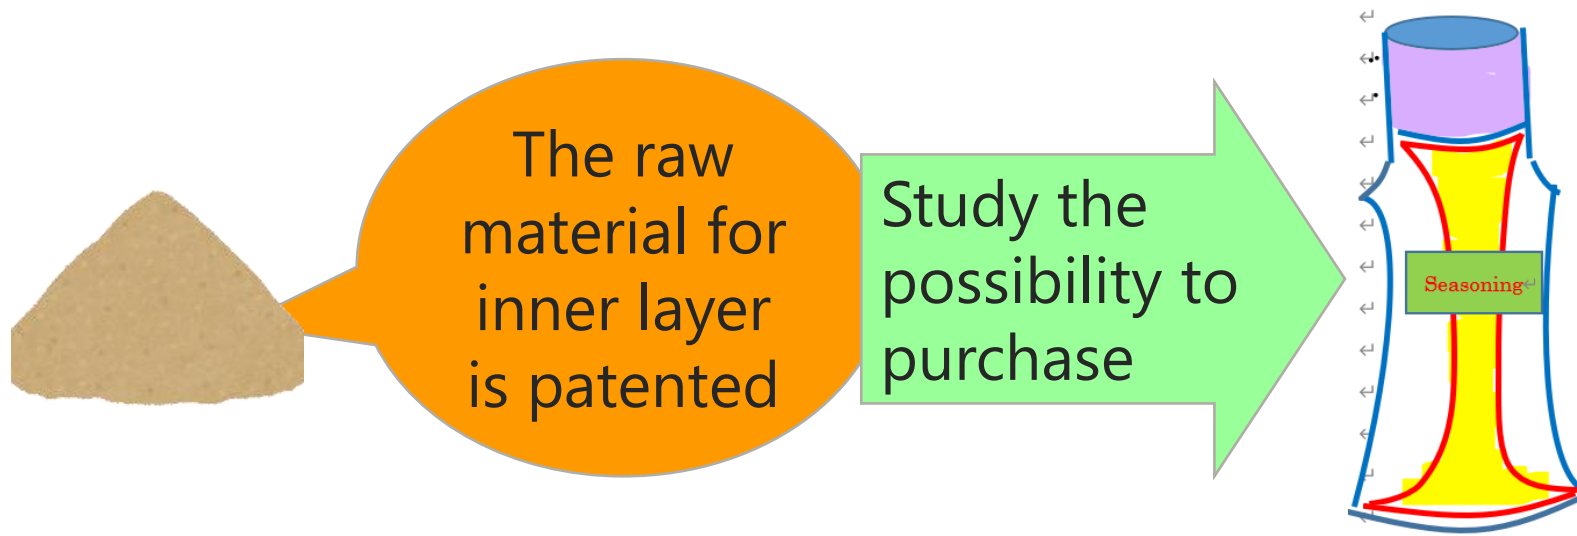 The raw
material for
inner layer
is patented
Study the
possibility to
purchase
Seasoning